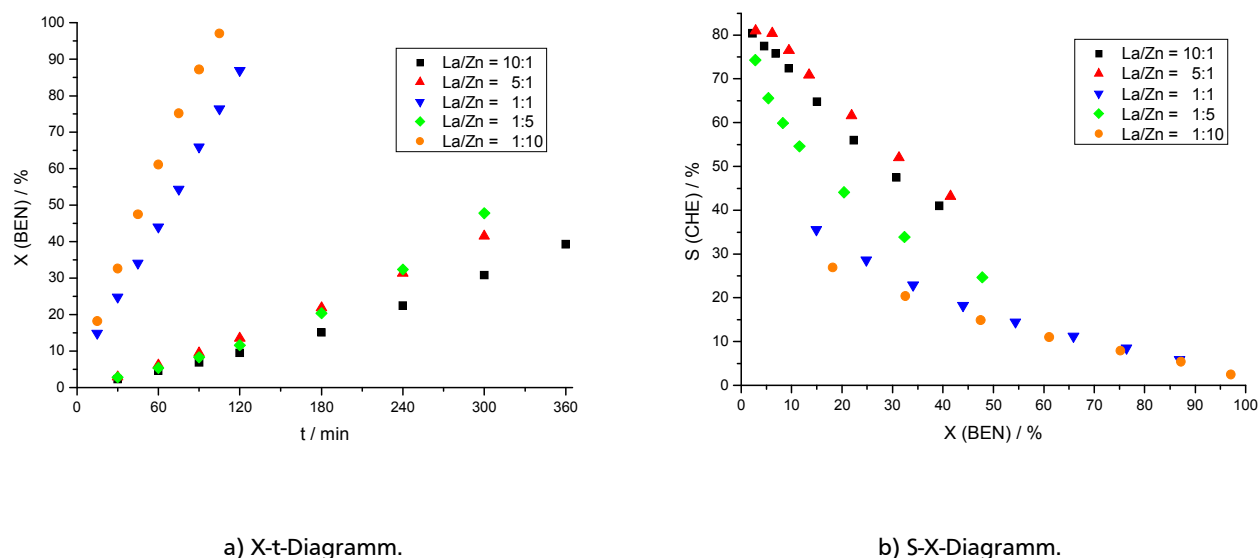 100
90
80
70
60
50
40
30
20
10
0
X (BEN) / %
La/Zn = 10:1
La/Zn = 5:1
La/Zn = 1:1
La/Zn = 1:5
La/Zn = 1:10
0 60 120 180 240 300 360
t / min
a) X-t-Diagramm.
80
70
60
50
40
30
20
10
0
S (CHE) / %
La/Zn = 10:1
La/Zn = 5:1
La/Zn = 1:1
La/Zn = 1:5
La/Zn = 1:10
0 10 20 30 40 50 60 70 80 90 100
X (BEN) / %
b) S-X-Diagramm.